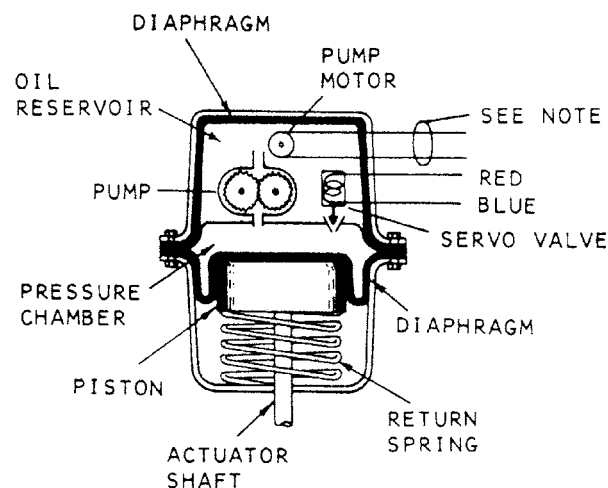 DIAPHRAGM
PUMP
MOTOR
OIL
RESERVOIR
SEE NOTE
PUMP
RED
BLUE
SERVO VALVE
PRESSURE
CHAMBER
DIAPHRAGM
PISTON
RETURN
SPRING
ACTUATOR
SHAFT